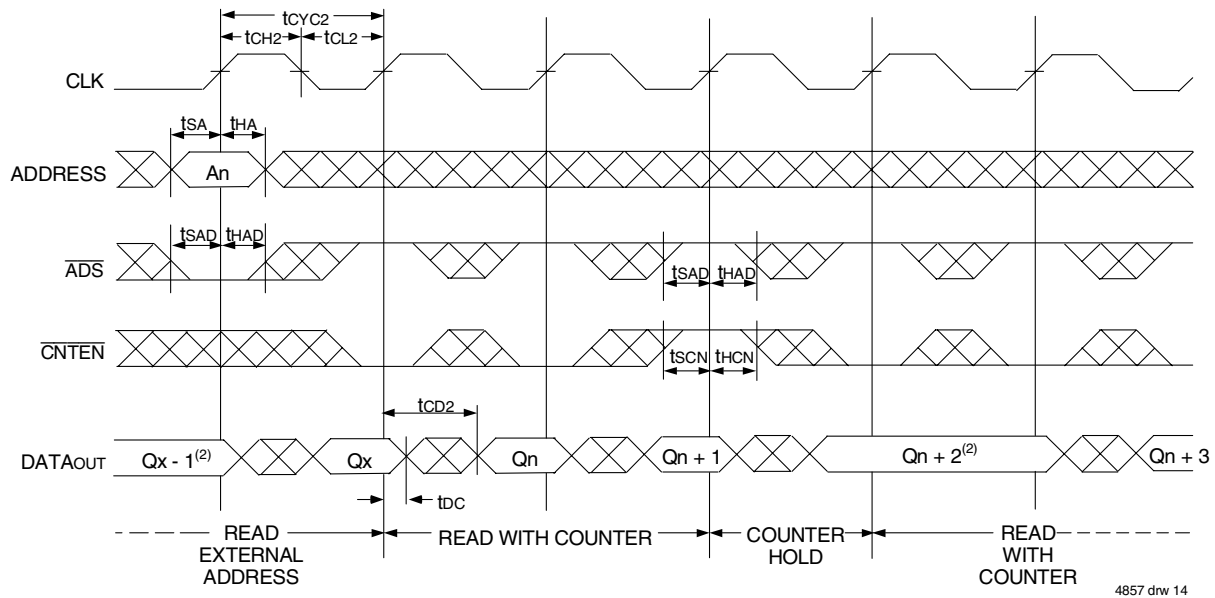 tCYC2
tCH2 tCL2
CLK
tSA tHA
ADDRESS An
tSAD tHAD
ADS
tSAD tHAD
CNTEN
tSCN tHCN
tCD2
DATAOUT Qx - 1(2) Qx Qn Qn + 1 Qn + 2(2) Qn + 3
tDC
READ EXTERNAL ADDRESS
READ WITH COUNTER
COUNTER HOLD
READ WITH COUNTER
4857 drw 14